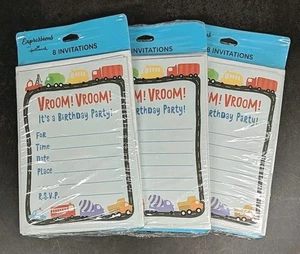 Expressions
8 INVITATIONS
VROOM! VROOM!
It's a Birthday Party!
For
Time
Date
Place
R.S.V.P.
8 INVITATIONS
VROOM! VROOM!
It's a Birthday Party!
8 INVITATIONS
VROOM! VROOM!
It's a Birthday Party!